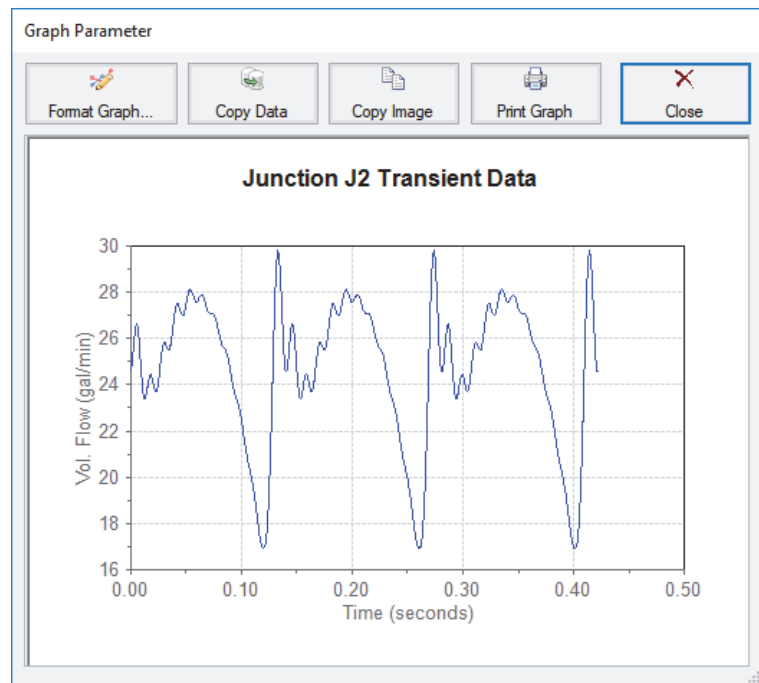 Graph Parameter
Format Graph...
Copy Data
Copy Image
Print Graph
Close
Junction J2 Transient Data
30
28
26
24
22
20
18
16
Vol. Flow (gal/min)
0.00 0.10 0.20 0.30 0.40 0.50
Time (seconds)